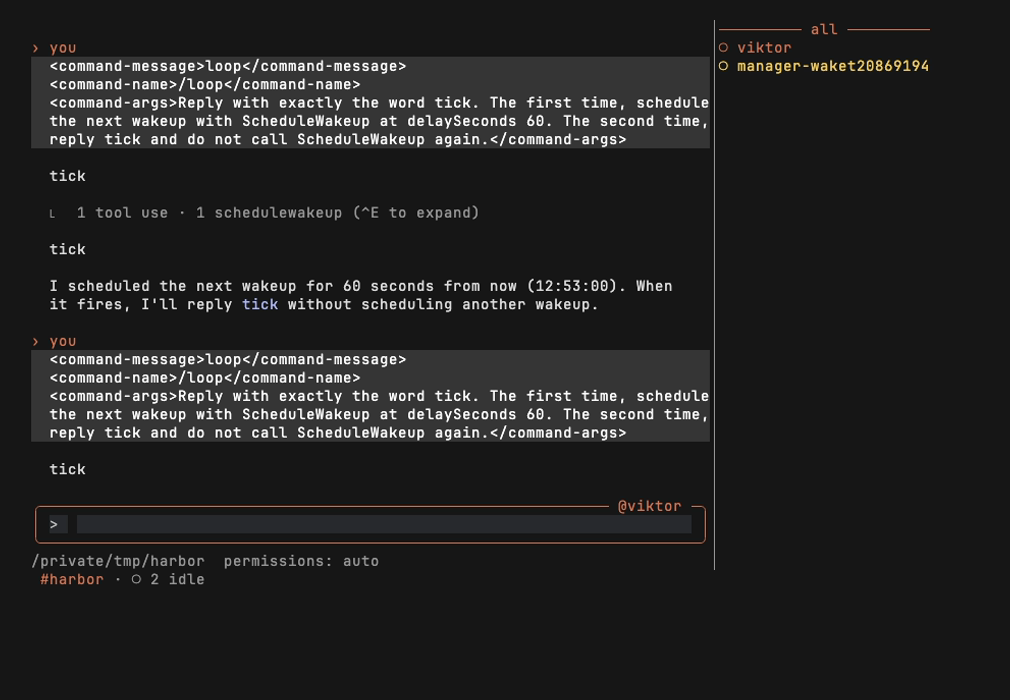 › you
<command-message>loop</command-message>
<command-name>/loop</command-name>
<command-args>Reply with exactly the word tick. The first time, schedule
the next wakeup with ScheduleWakeup at delaySeconds 60. The second time,
reply tick and do not call ScheduleWakeup again.</command-args>
tick
└ 1 tool use · 1 schedulewakeup (^E to expand)
tick
I scheduled the next wakeup for 60 seconds from now (12:53:00). When
it fires, I'll reply tick without scheduling another wakeup.
› you
<command-message>loop</command-message>
<command-name>/loop</command-name>
<command-args>Reply with exactly the word tick. The first time, schedule
the next wakeup with ScheduleWakeup at delaySeconds 60. The second time,
reply tick and do not call ScheduleWakeup again.</command-args>
tick
@viktor
>
/private/tmp/harbor  permissions: auto
#harbor · ○ 2 idle
all
○ viktor
○ manager-waket20869194